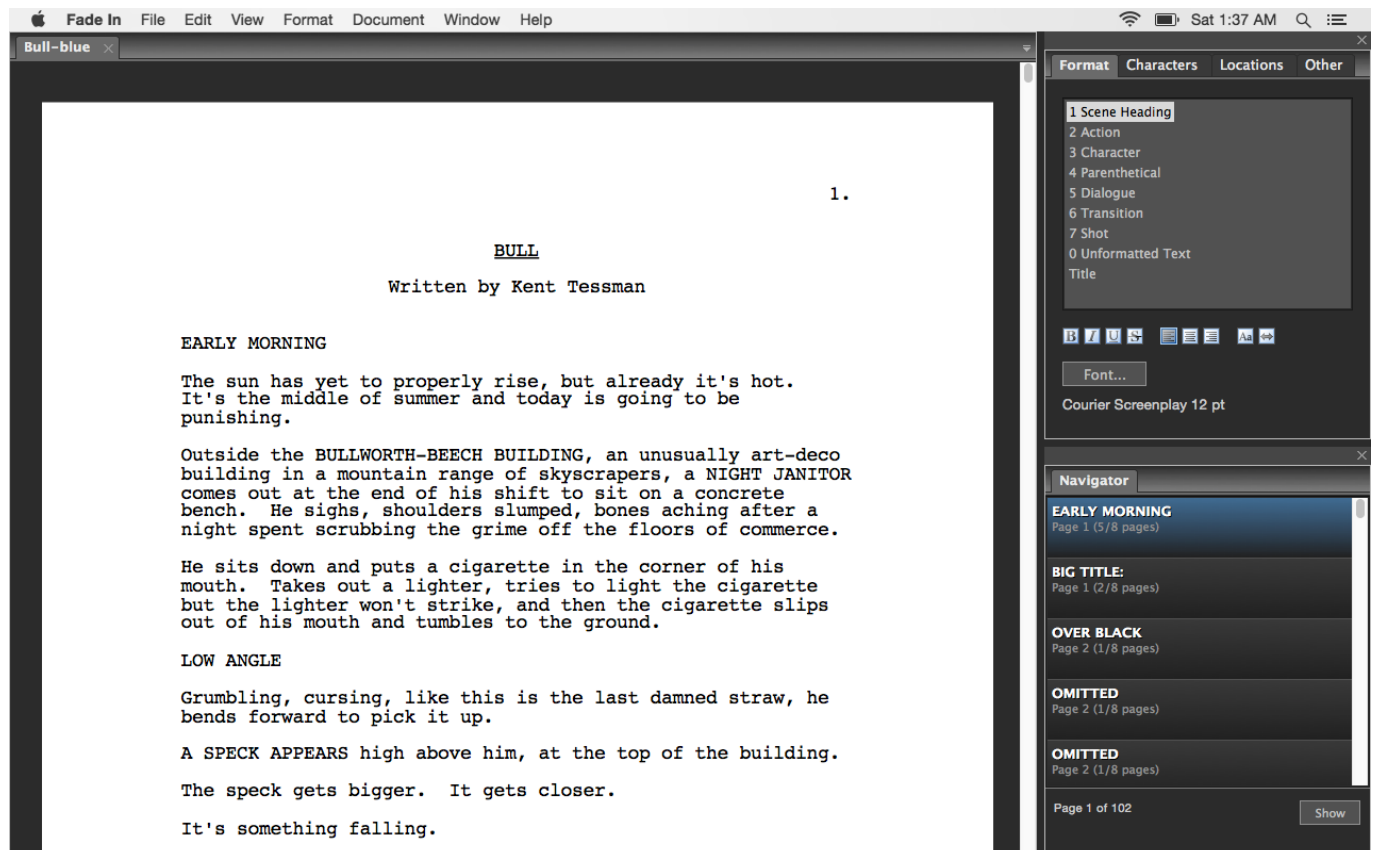 Fade In File Edit View Format Document Window Help Sat 1:37 AM
Bull-blue
1.
BULL
Written by Kent Tessman
EARLY MORNING
The sun has yet to properly rise, but already it's hot.
It's the middle of summer and today is going to be
punishing.
Outside the BULLWORTH-BEECH BUILDING, an unusually art-deco
building in a mountain range of skyscrapers, a NIGHT JANITOR
comes out at the end of his shift to sit on a concrete
bench.  He sighs, shoulders slumped, bones aching after a
night spent scrubbing the grime off the floors of commerce.
He sits down and puts a cigarette in the corner of his
mouth.  Takes out a lighter, tries to light the cigarette
but the lighter won't strike, and then the cigarette slips
out of his mouth and tumbles to the ground.
LOW ANGLE
Grumbling, cursing, like this is the last damned straw, he
bends forward to pick it up.
A SPECK APPEARS high above him, at the top of the building.
The speck gets bigger.  It gets closer.
It's something falling.
Format Characters Locations Other
1 Scene Heading
2 Action
3 Character
4 Parenthetical
5 Dialogue
6 Transition
7 Shot
0 Unformatted Text
Title
B I U S Aa
Font...
Courier Screenplay 12 pt
Navigator
EARLY MORNING
Page 1 (5/8 pages)
BIG TITLE:
Page 1 (2/8 pages)
OVER BLACK
Page 2 (1/8 pages)
OMITTED
Page 2 (1/8 pages)
OMITTED
Page 2 (1/8 pages)
Page 1 of 102
Show